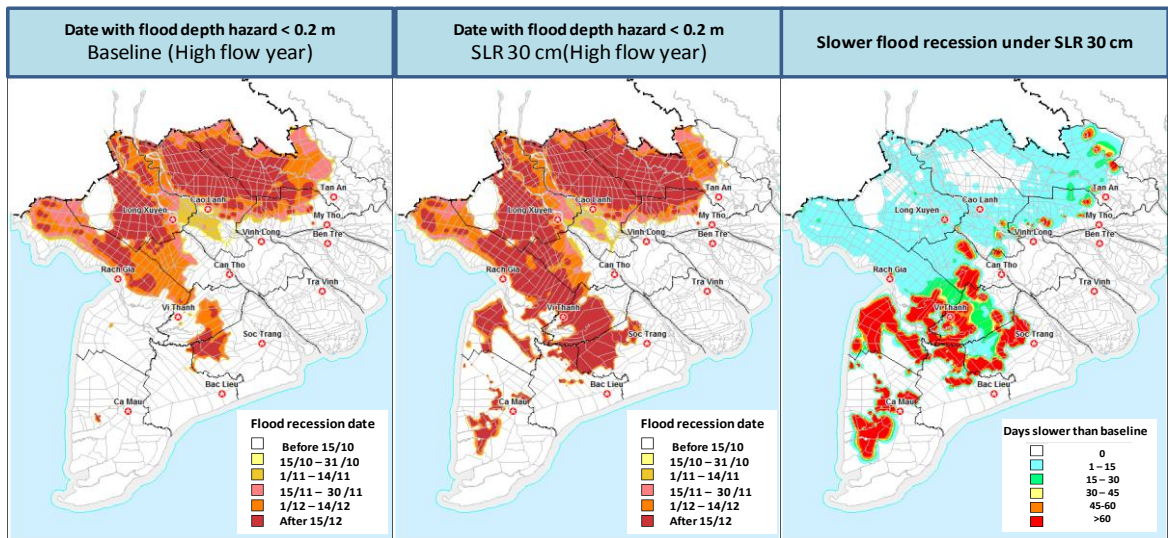 Date with flood depth hazard < 0.2 m
Baseline (High flow year)
Tan An
Cao Lanh
Long Xuyen
My Tho
Vinh Long
Ben Tre
Can Tho
Rach Gia
Tra Vinh
Vi Thanh
Soc Trang
Bac Lieu
Ca Mau
Flood recession date
Before 15/10
15/10 – 31 /10
1/11 – 14/11
15/11 – 30 /11
1/12 – 14/12
After 15/12
Date with flood depth hazard < 0.2 m
SLR 30 cm(High flow year)
Tan An
Cao Lanh
Long Xuyen
My Tho
Vinh Long
Ben Tre
Can Tho
Rach Gia
Tra Vinh
Vi Thanh
Soc Trang
Bac Lieu
Ca Mau
Flood recession date
Before 15/10
15/10 – 31 /10
1/11 – 14/11
15/11 – 30 /11
1/12 – 14/12
After 15/12
Slower flood recession under SLR 30 cm
Tan An
Cao Lanh
Long Xuyen
My Tho
Vinh Long
Ben Tre
Can Tho
Rach Gia
Tra Vinh
Vi Thanh
Soc Trang
Bac Lieu
Ca Mau
Days slower than baseline
0
1 – 15
15 – 30
30 – 45
45-60
>60